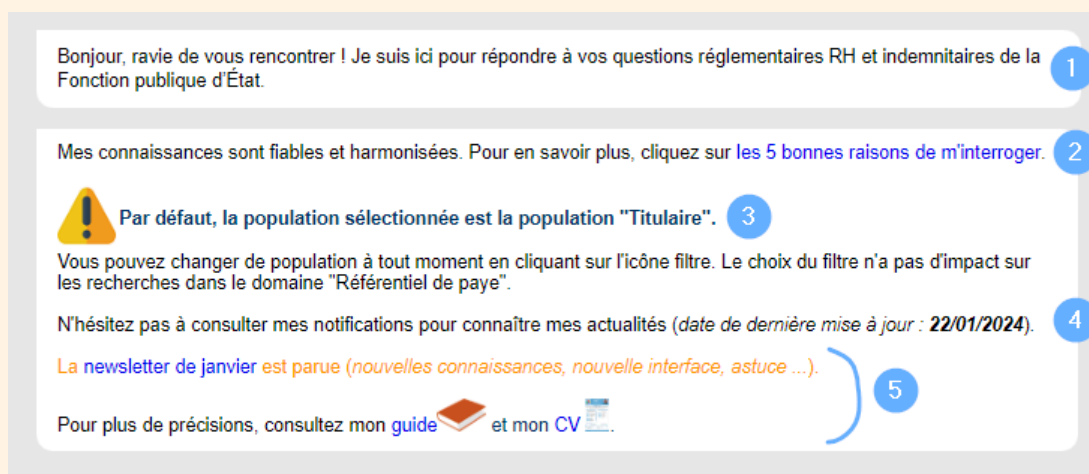 Bonjour, ravie de vous rencontrer ! Je suis ici pour répondre à vos questions réglementaires RH et indemnitaires de la
Fonction publique d'État.
1
Mes connaissances sont fiables et harmonisées. Pour en savoir plus, cliquez sur les 5 bonnes raisons de m'interroger.
2
Par défaut, la population sélectionnée est la population "Titulaire".
3
Vous pouvez changer de population à tout moment en cliquant sur l'icône filtre. Le choix du filtre n'a pas d'impact sur
les recherches dans le domaine "Référentiel de paye".
N'hésitez pas à consulter mes notifications pour connaître mes actualités (date de dernière mise à jour : 22/01/2024).
4
La newsletter de janvier est parue (nouvelles connaissances, nouvelle interface, astuce ...).
5
Pour plus de précisions, consultez mon guide et mon CV .